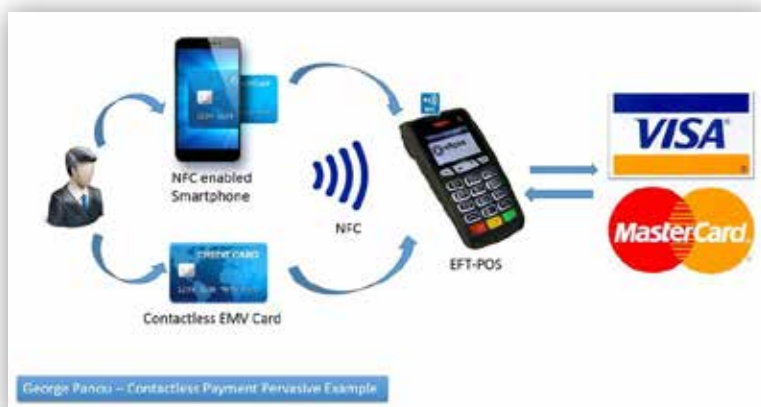 NFC enabled
Smartphone
NFC
CREDIT CARD
Contactless EMV Card
EFT-POS
VISA
MasterCard
George Panou – Contactless Payment Pervasive Example